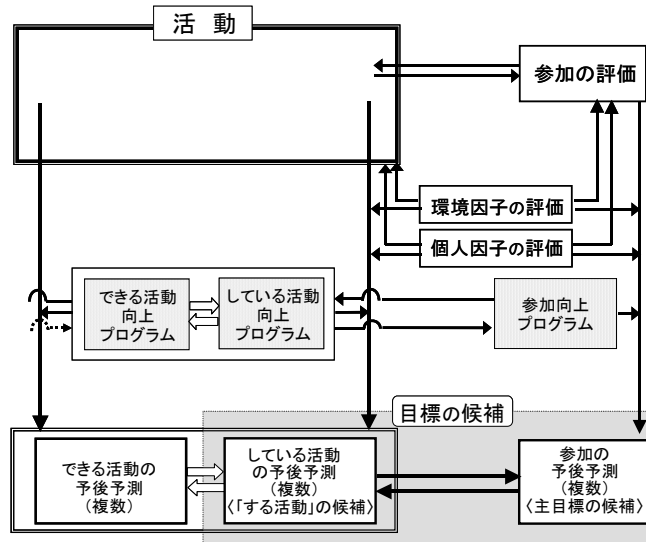 活 動
参加の評価
環境因子の評価
個人因子の評価
できる活動
向上
プログラム
している活動
向上
プログラム
参加向上
プログラム
目標の候補
できる活動の
予後予測
(複数)
している活動
の予後予測
(複数)
〈「する活動」の候補〉
参加の
予後予測
(複数)
〈主目標の候補〉